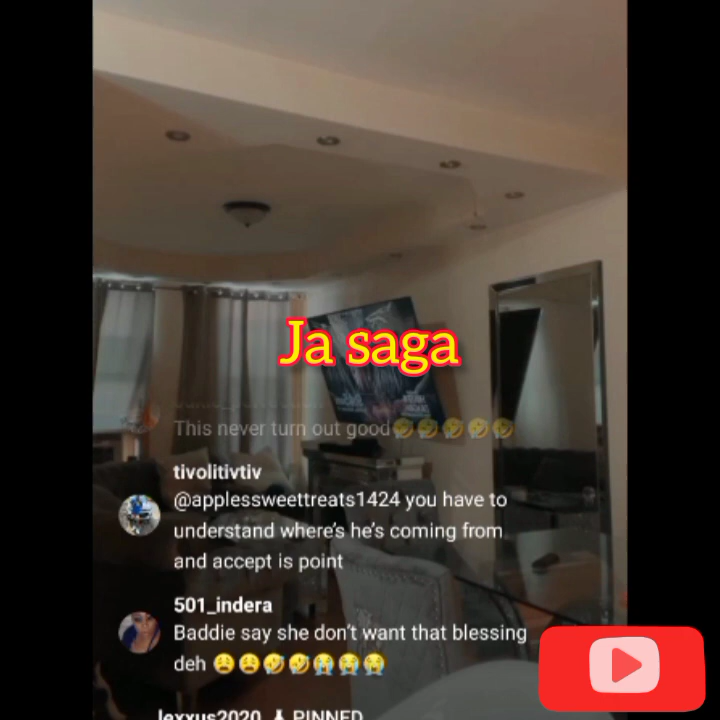 Ja saga
This never turn out good🤣🤣🤣🤣🤣
tivolitivtiv
@applessweettreats1424 you have to
understand where's he's coming from
and accept is point
501_indera
Baddie say she don't want that blessing
deh 😩😩🤣🤣😭😭😭
lexxus2020 PINNED